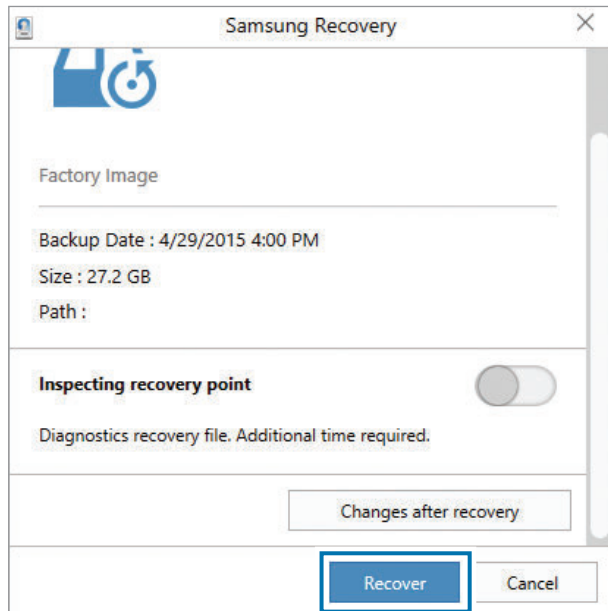 Samsung Recovery
Factory Image
Backup Date : 4/29/2015 4:00 PM
Size : 27.2 GB
Path :
Inspecting recovery point
Diagnostics recovery file. Additional time required.
Changes after recovery
Recover
Cancel